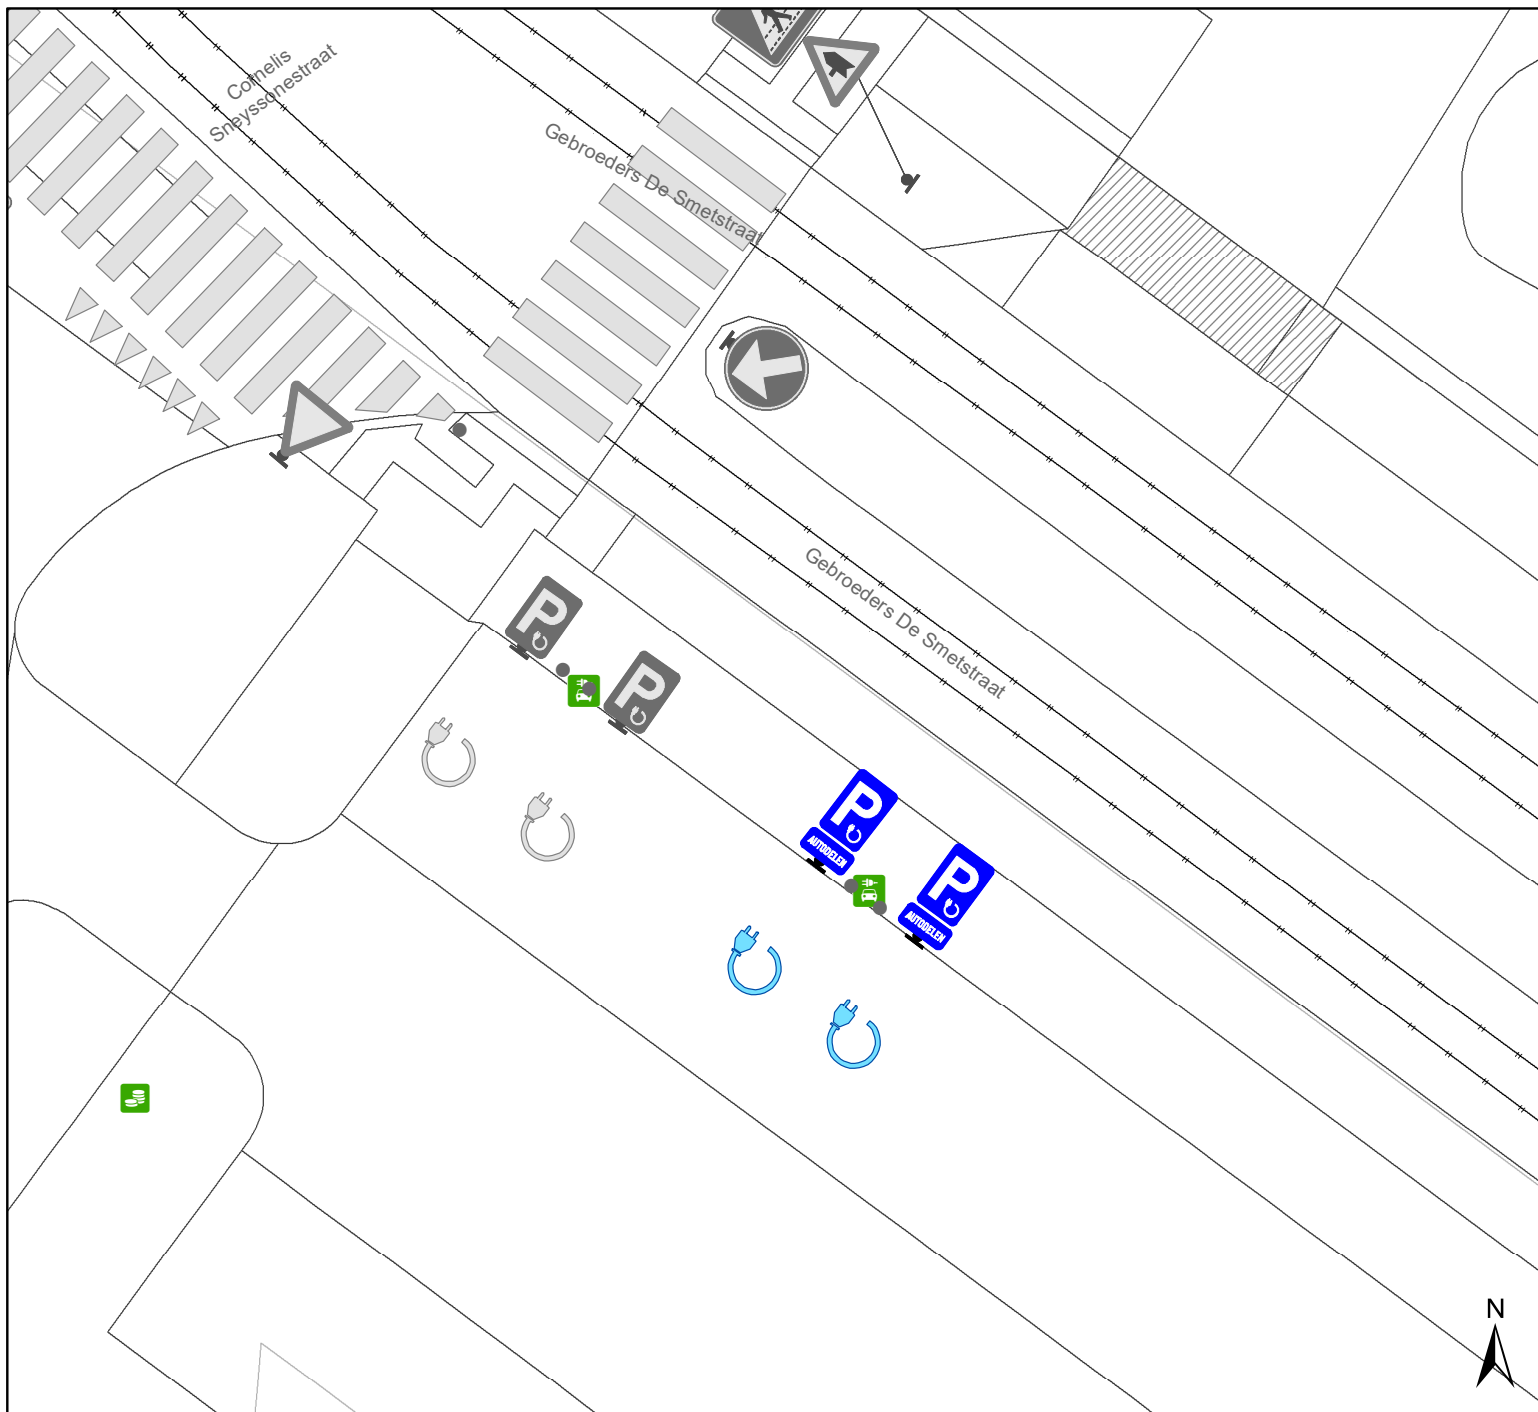 Cornelis
Sneyssonestraat
Gebroeders De Smetstraat
Gebroeders De Smetstraat
P
P
P
AUTODELEN
P
AUTODELEN
N